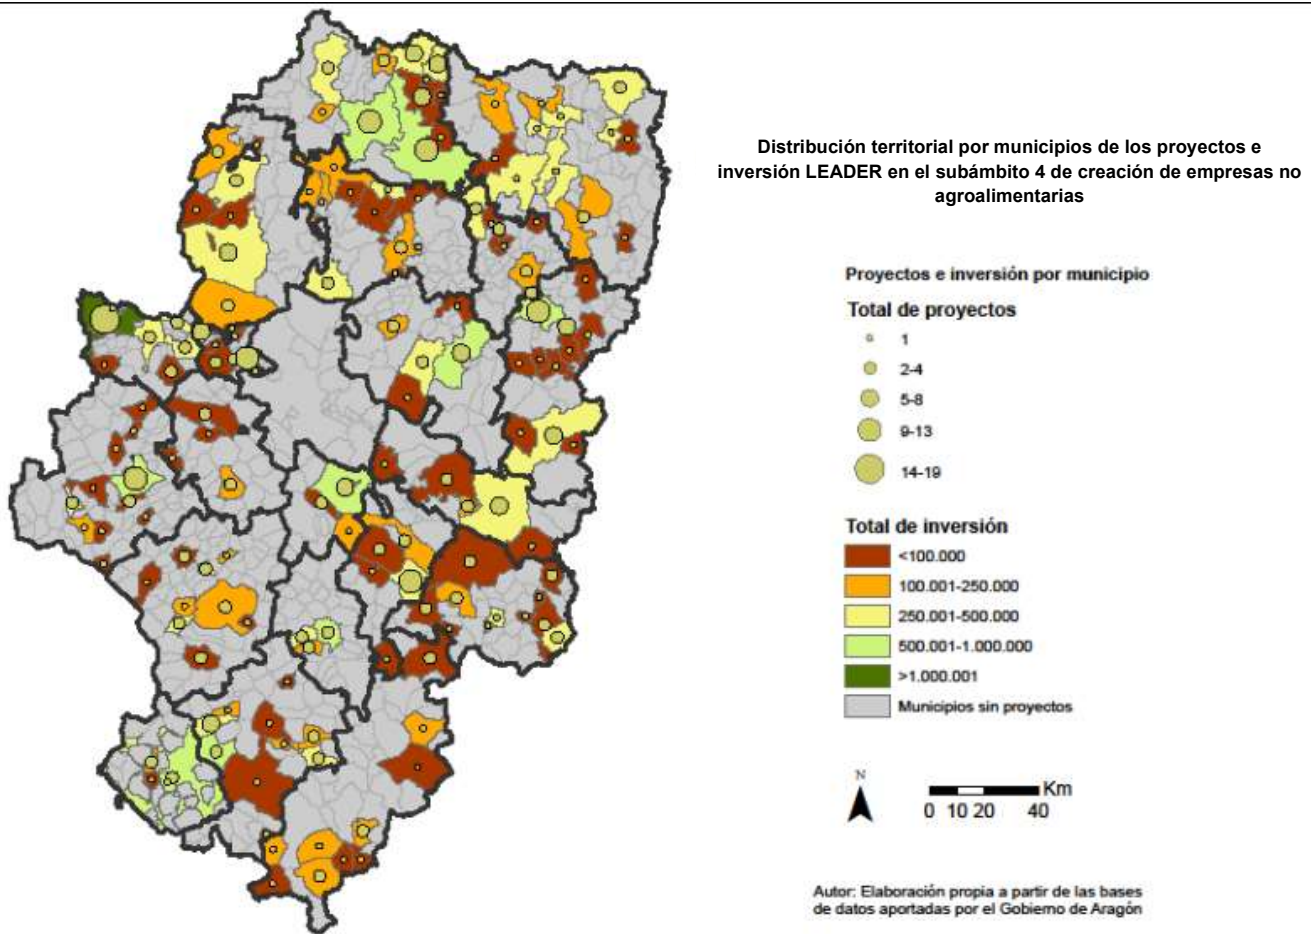 Distribución territorial por municipios de los proyectos e
inversión LEADER en el subámbito 4 de creación de empresas no
agroalimentarias
Proyectos e inversión por municipio
Total de proyectos
1
2-4
5-8
9-13
14-19
Total de inversión
<100.000
100.001-250.000
250.001-500.000
500.001-1.000.000
>1.000.001
Municipios sin proyectos
N
Km
0 10 20 40
Autor: Elaboración propia a partir de las bases
de datos aportadas por el Gobierno de Aragón